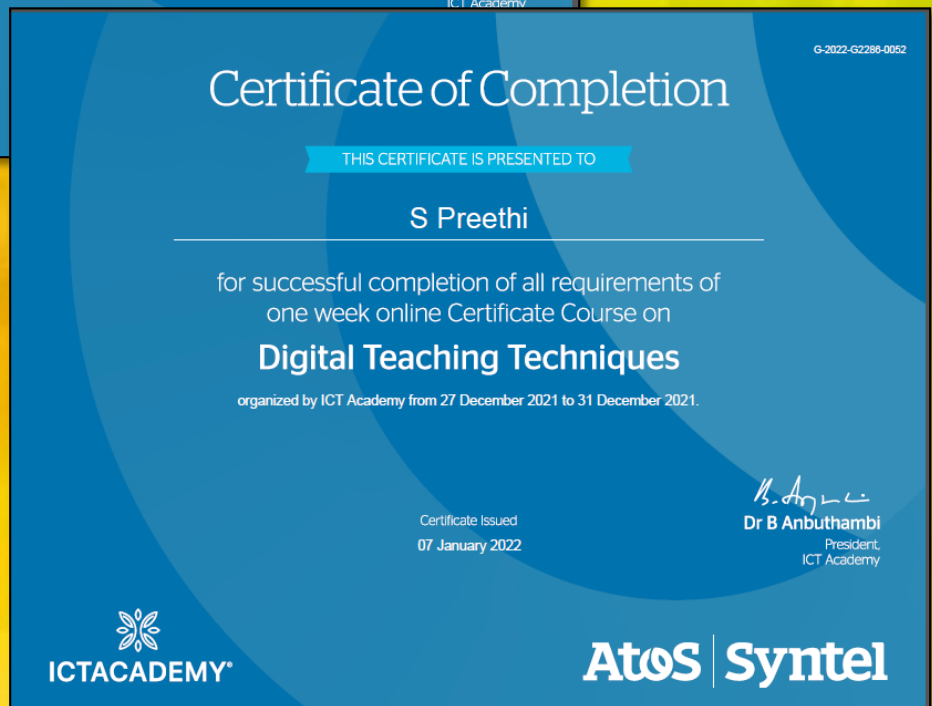 ICT Academy
G-2022-G2286-0052
Certificate of Completion
THIS CERTIFICATE IS PRESENTED TO
S Preethi
for successful completion of all requirements of
one week online Certificate Course on
Digital Teaching Techniques
organized by ICT Academy from 27 December 2021 to 31 December 2021.
Certificate Issued
07 January 2022
Dr B Anbuthambi
President,
ICT Academy
ICTACADEMY®
Atos Syntel